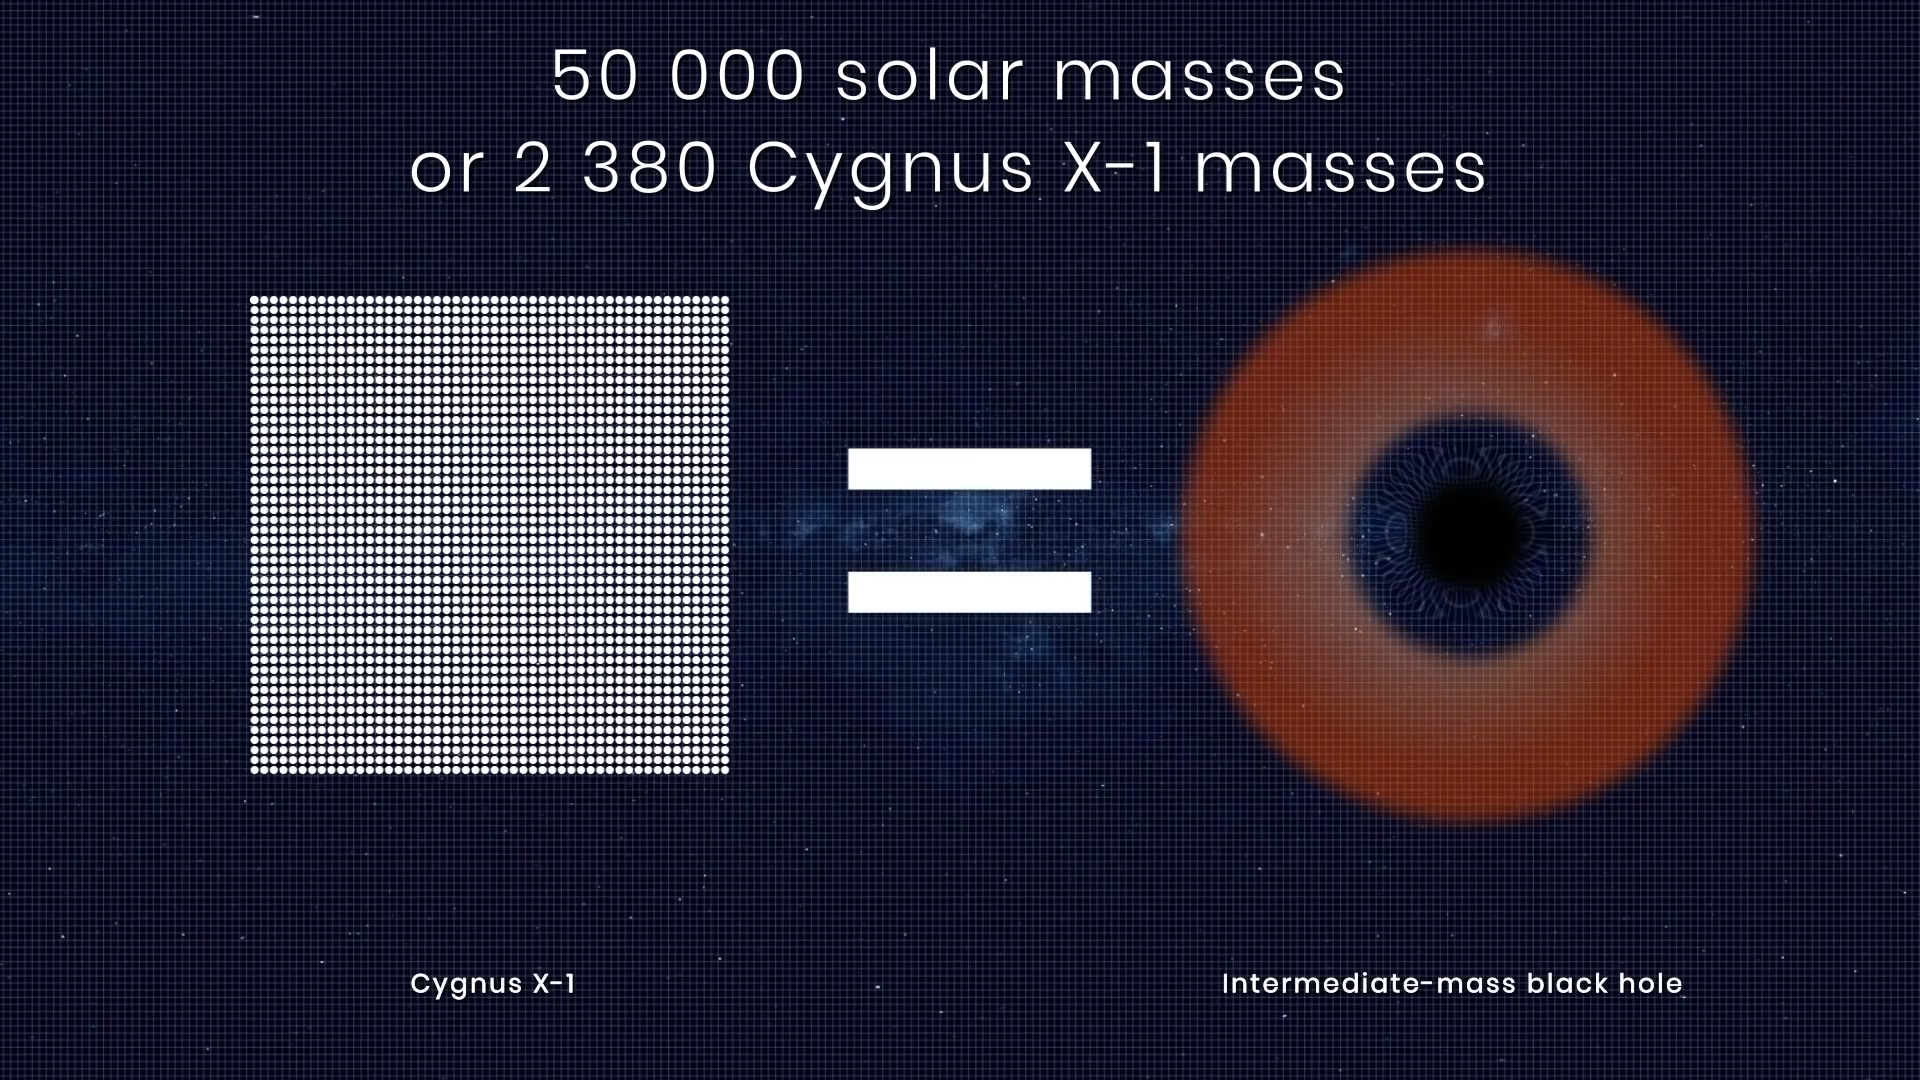 50 000 solar masses
or 2 380 Cygnus X-1 masses
Cygnus X-1
Intermediate-mass black hole